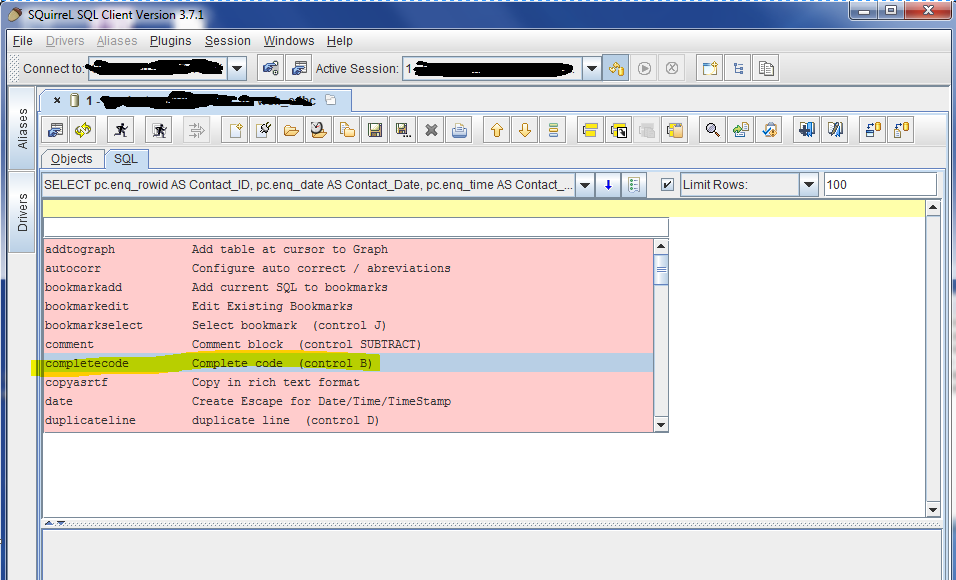 SQuirreL SQL Client Version 3.7.1
File Drivers Aliases Plugins Session Windows Help
Connect to: Active Session: 1
1 -
Aliases
Drivers
Objects SQL
SELECT pc.enq_rowid AS Contact_ID, pc.enq_date AS Contact_Date, pc.enq_time AS Contact_... Limit Rows: 100
addtograph Add table at cursor to Graph
autocorr Configure auto correct / abreviations
bookmarkadd Add current SQL to bookmarks
bookmarkedit Edit Existing Bookmarks
bookmarkselect Select bookmark (control J)
comment Comment block (control SUBTRACT)
completecode Complete code (control B)
copyasrtf Copy in rich text format
date Create Escape for Date/Time/TimeStamp
duplicateline duplicate line (control D)